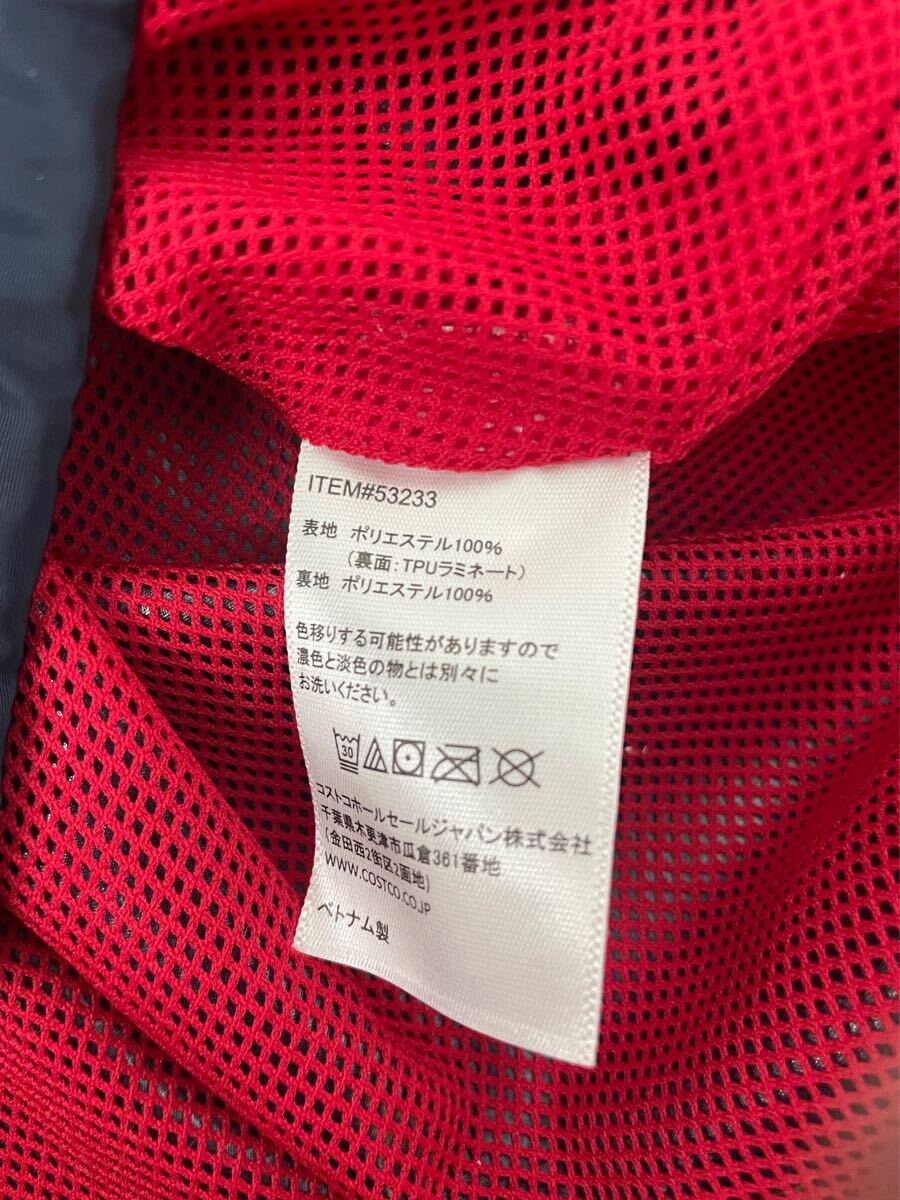 ITEM#53233
表地 ポリエステル100%
(裏面:TPUラミネート)
裏地 ポリエステル100%
色移りする可能性がありますので
濃色と淡色の物とは別々に
お洗いください。
30
コストコホールセールジャパン株式会社
千葉県木更津市瓜倉361番地
(金田西2街区2画地)
WWW.COSTCO.CO.JP
ベトナム製